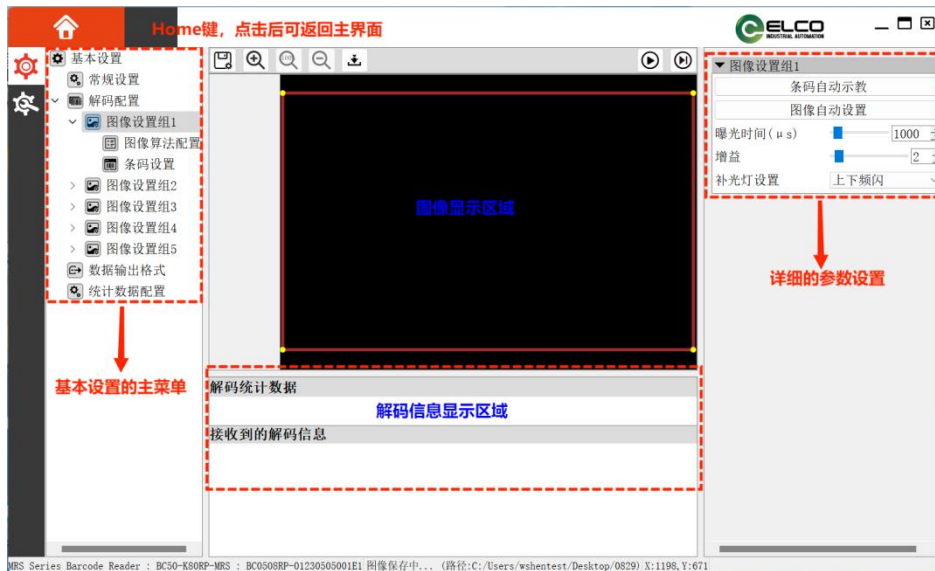 Home键，点击后可返回主界面
ELCO
INDUSTRIAL AUTOMATION
基本设置
常规设置
解码配置
图像设置组1
图像算法配置
条码设置
图像设置组2
图像设置组3
图像设置组4
图像设置组5
数据输出格式
统计数据配置
基本设置的主菜单
图像显示区域
解码统计数据
解码信息显示区域
接收到的解码信息
图像设置组1
条码自动示教
图像自动设置
曝光时间(μs) 1000
增益 2
补光灯设置 上下频闪
详细的参数设置
MRS Series Barcode Reader : BC50-K80RP-MRS : BC0508RP-01230505001E1 图像保存中... (路径:C:/Users/wshentest/Desktop/0829) X:1198,Y:671